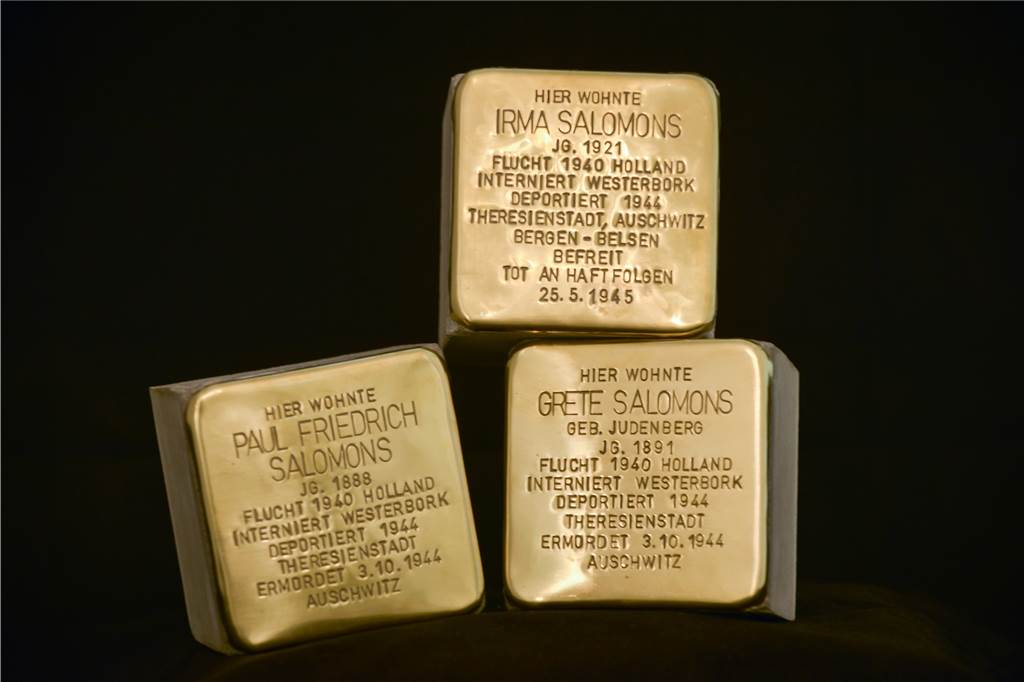 HIER WOHNTE
IRMA SALOMONS
JG. 1921
FLUCHT 1940 HOLLAND
INTERNIERT WESTERBORK
DEPORTIERT 1944
THERESIENSTADT, AUSCHWITZ
BERGEN - BELSEN
BEFREIT
TOT AN HAFTFOLGEN
25.5.1945
HIER WOHNTE
PAUL FRIEDRICH
SALOMONS
JG. 1888
FLUCHT 1940 HOLLAND
INTERNIERT WESTERBORK
DEPORTIERT 1944
THERESIENSTADT
ERMORDET 3.10.1944
AUSCHWITZ
HIER WOHNTE
GRETE SALOMONS
GEB. JUDENBERG
JG. 1891
FLUCHT 1940 HOLLAND
INTERNIERT WESTERBORK
DEPORTIERT 1944
THERESIENSTADT
ERMORDET 3.10.1944
AUSCHWITZ